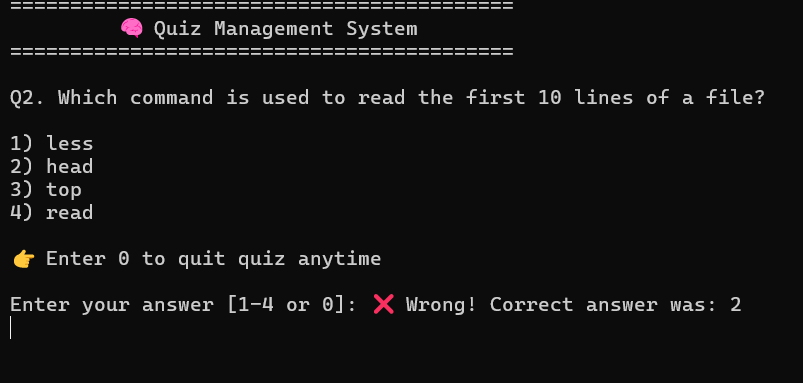 ==========================================
🧠 Quiz Management System
==========================================
Q2. Which command is used to read the first 10 lines of a file?
1) less
2) head
3) top
4) read
👉 Enter 0 to quit quiz anytime
Enter your answer [1-4 or 0]: ❌ Wrong! Correct answer was: 2